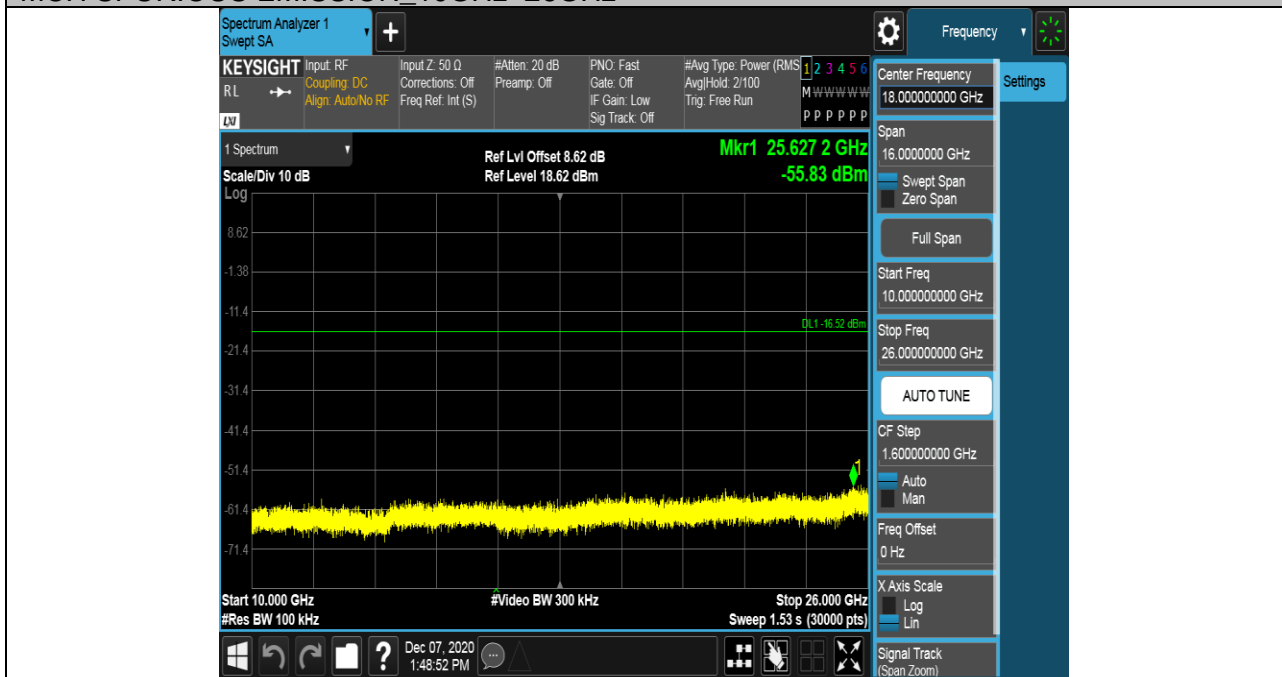 Spectrum Analyzer 1
Swept SA
+
Frequency
KEYSIGHT
RL
LXI
Input: RF
Coupling: DC
Align: Auto/No RF
Input Z: 50 Ω
Corrections: Off
Freq Ref: Int (S)
#Atten: 20 dB
Preamp: Off
PNO: Fast
Gate: Off
IF Gain: Low
Sig Track: Off
#Avg Type: Power (RMS
Avg|Hold: 2/100
Trig: Free Run
1 2 3 4 5 6
M W W W W W
P P P P P P
1 Spectrum
Scale/Div 10 dB
Ref Lvl Offset 8.62 dB
Ref Level 18.62 dBm
Mkr1 25.627 2 GHz
-55.83 dBm
Log
8.62
-1.38
-11.4
DL1 -16.52 dBm
-21.4
-31.4
-41.4
-51.4
1
-61.4
-71.4
Start 10.000 GHz
#Res BW 100 kHz
#Video BW 300 kHz
Stop 26.000 GHz
Sweep 1.53 s (30000 pts)
?
Dec 07, 2020
1:48:52 PM
Center Frequency
18.000000000 GHz
Settings
Span
16.0000000 GHz
Swept Span
Zero Span
Full Span
Start Freq
10.000000000 GHz
Stop Freq
26.000000000 GHz
AUTO TUNE
CF Step
1.600000000 GHz
Auto
Man
Freq Offset
0 Hz
X Axis Scale
Log
Lin
Signal Track
(Span Zoom)